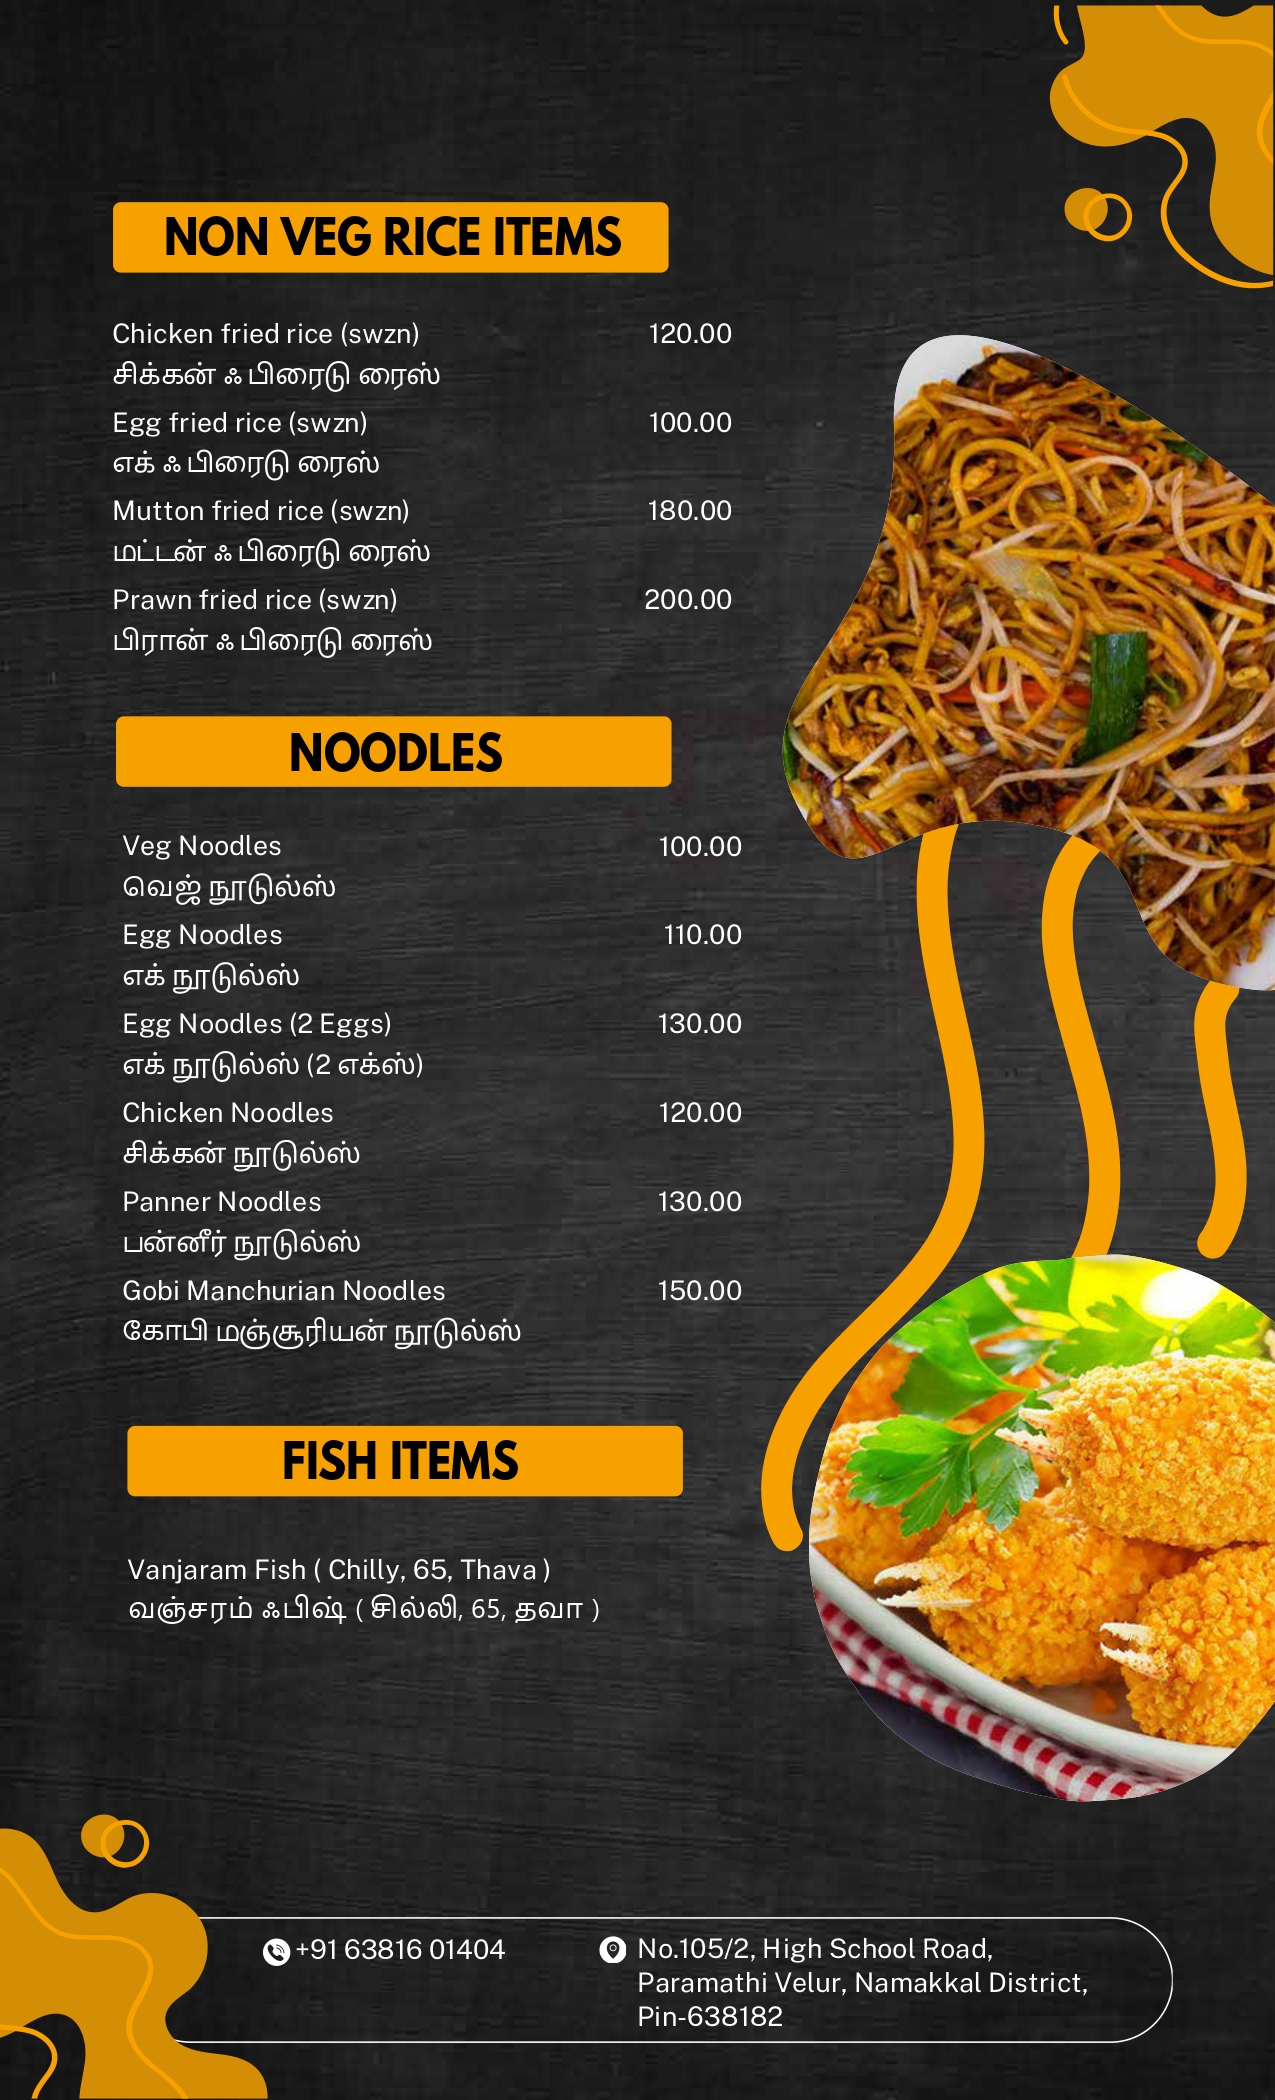 NON VEG RICE ITEMS
Chicken fried rice (swzn) 120.00
சிக்கன் ஃபிரைடு ரைஸ்
Egg fried rice (swzn) 100.00
எக் ஃபிரைடு ரைஸ்
Mutton fried rice (swzn) 180.00
மட்டன் ஃபிரைடு ரைஸ்
Prawn fried rice (swzn) 200.00
பிரான் ஃபிரைடு ரைஸ்
NOODLES
Veg Noodles 100.00
வெஜ் நூடுல்ஸ்
Egg Noodles 110.00
எக் நூடுல்ஸ்
Egg Noodles (2 Eggs) 130.00
எக் நூடுல்ஸ் (2 எக்ஸ்)
Chicken Noodles 120.00
சிக்கன் நூடுல்ஸ்
Panner Noodles 130.00
பன்னீர் நூடுல்ஸ்
Gobi Manchurian Noodles 150.00
கோபி மஞ்சூரியன் நூடுல்ஸ்
FISH ITEMS
Vanjaram Fish ( Chilly, 65, Thava )
வஞ்சரம் ஃபிஷ் ( சில்லி, 65, தவா )
+91 63816 01404
No.105/2, High School Road,
Paramathi Velur, Namakkal District,
Pin-638182